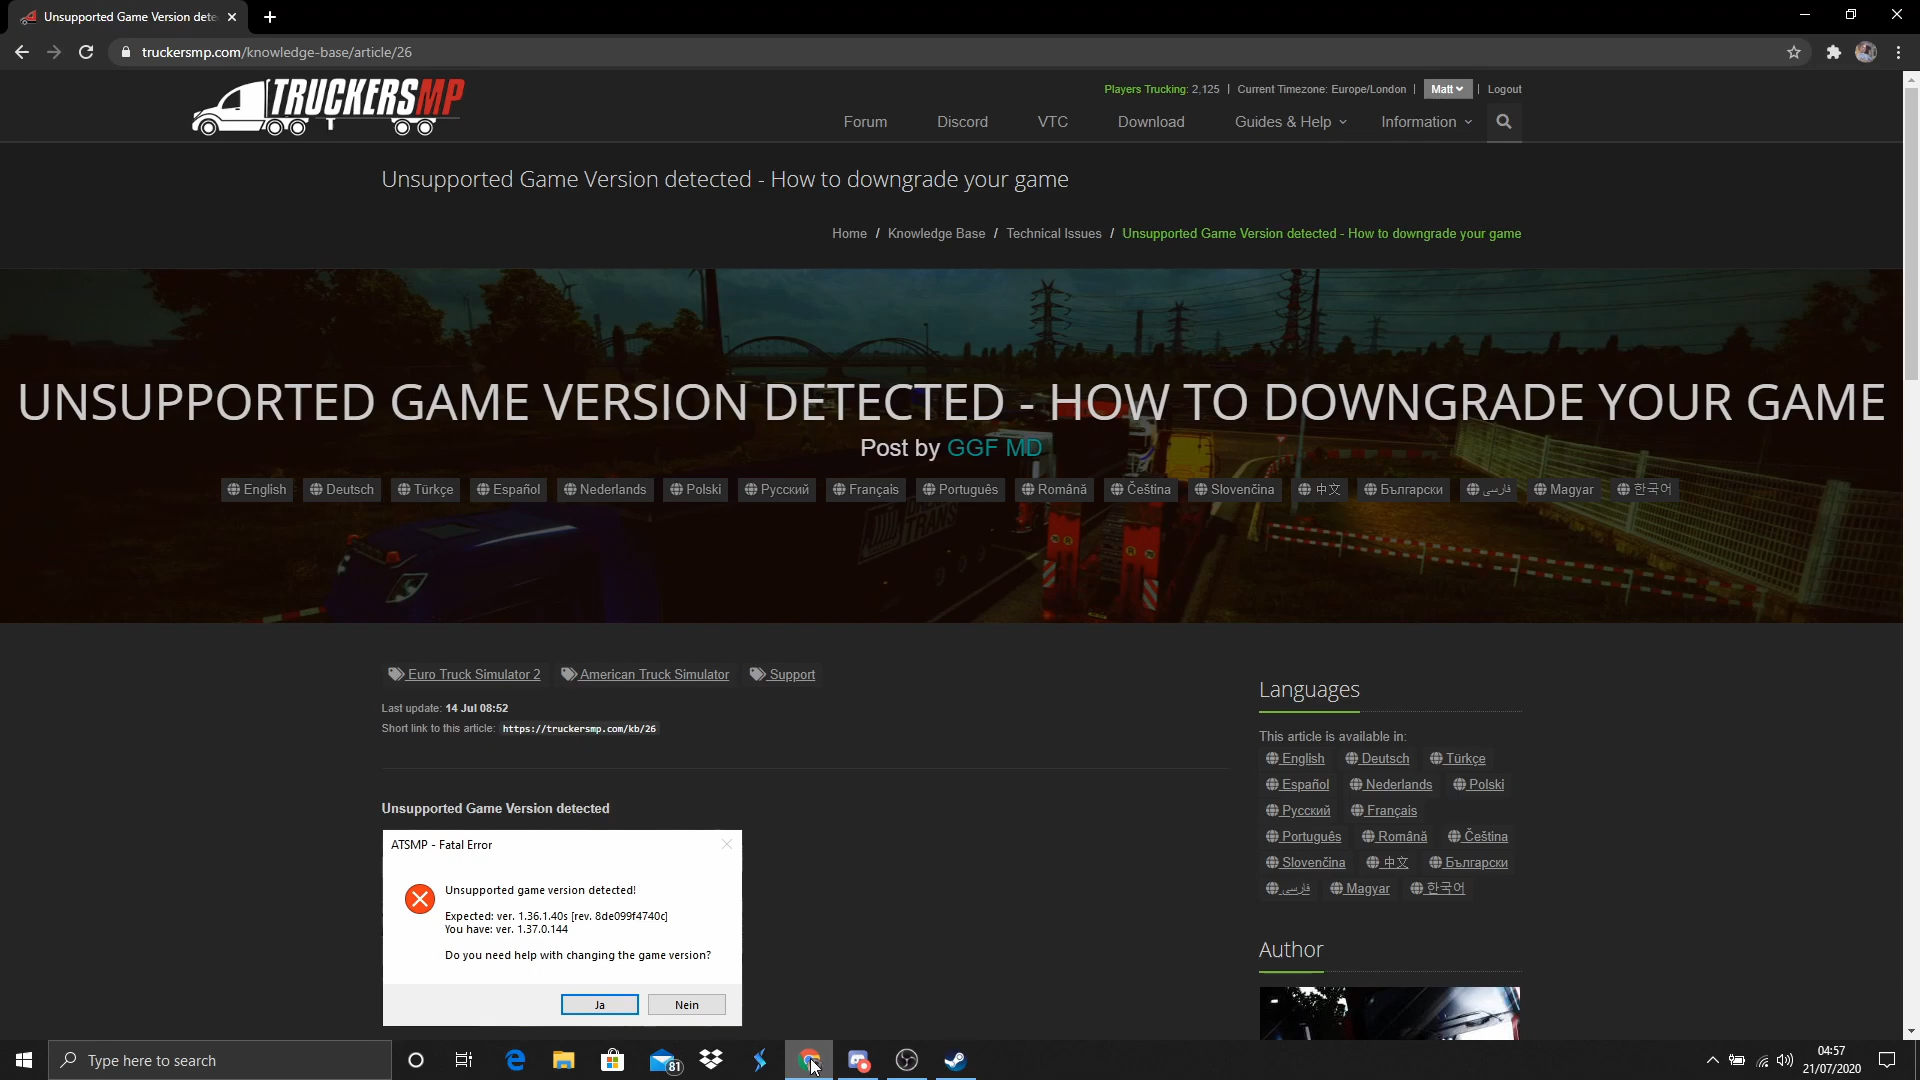 Unsupported Game Version dete
truckersmp.com/knowledge-base/article/26
TRUCKERSMP
Players Trucking: 2,125 | Current Timezone: Europe/London | Matt | Logout
Forum Discord VTC Download Guides & Help Information
Unsupported Game Version detected - How to downgrade your game
Home / Knowledge Base / Technical Issues / Unsupported Game Version detected - How to downgrade your game
UNSUPPORTED GAME VERSION DETECTED - HOW TO DOWNGRADE YOUR GAME
Post by GGF MD
English Deutsch Türkçe Español Nederlands Polski Русский Français Português Română Čeština Slovenčina 中文 Български فارسی Magyar 한국어
Euro Truck Simulator 2 American Truck Simulator Support
Last update: 14 Jul 08:52
Short link to this article: https://truckersmp.com/kb/26
Unsupported Game Version detected
ATSMP - Fatal Error
Unsupported game version detected!
Expected: ver. 1.36.1.40s [rev. 8de099f4740c]
You have: ver. 1.37.0.144
Do you need help with changing the game version?
Ja Nein
Languages
This article is available in:
English Deutsch Türkçe
Español Nederlands Polski
Русский Français
Português Română Čeština
Slovenčina 中文 Български
فارسی Magyar 한국어
Author
Type here to search
81
04:57
21/07/2020